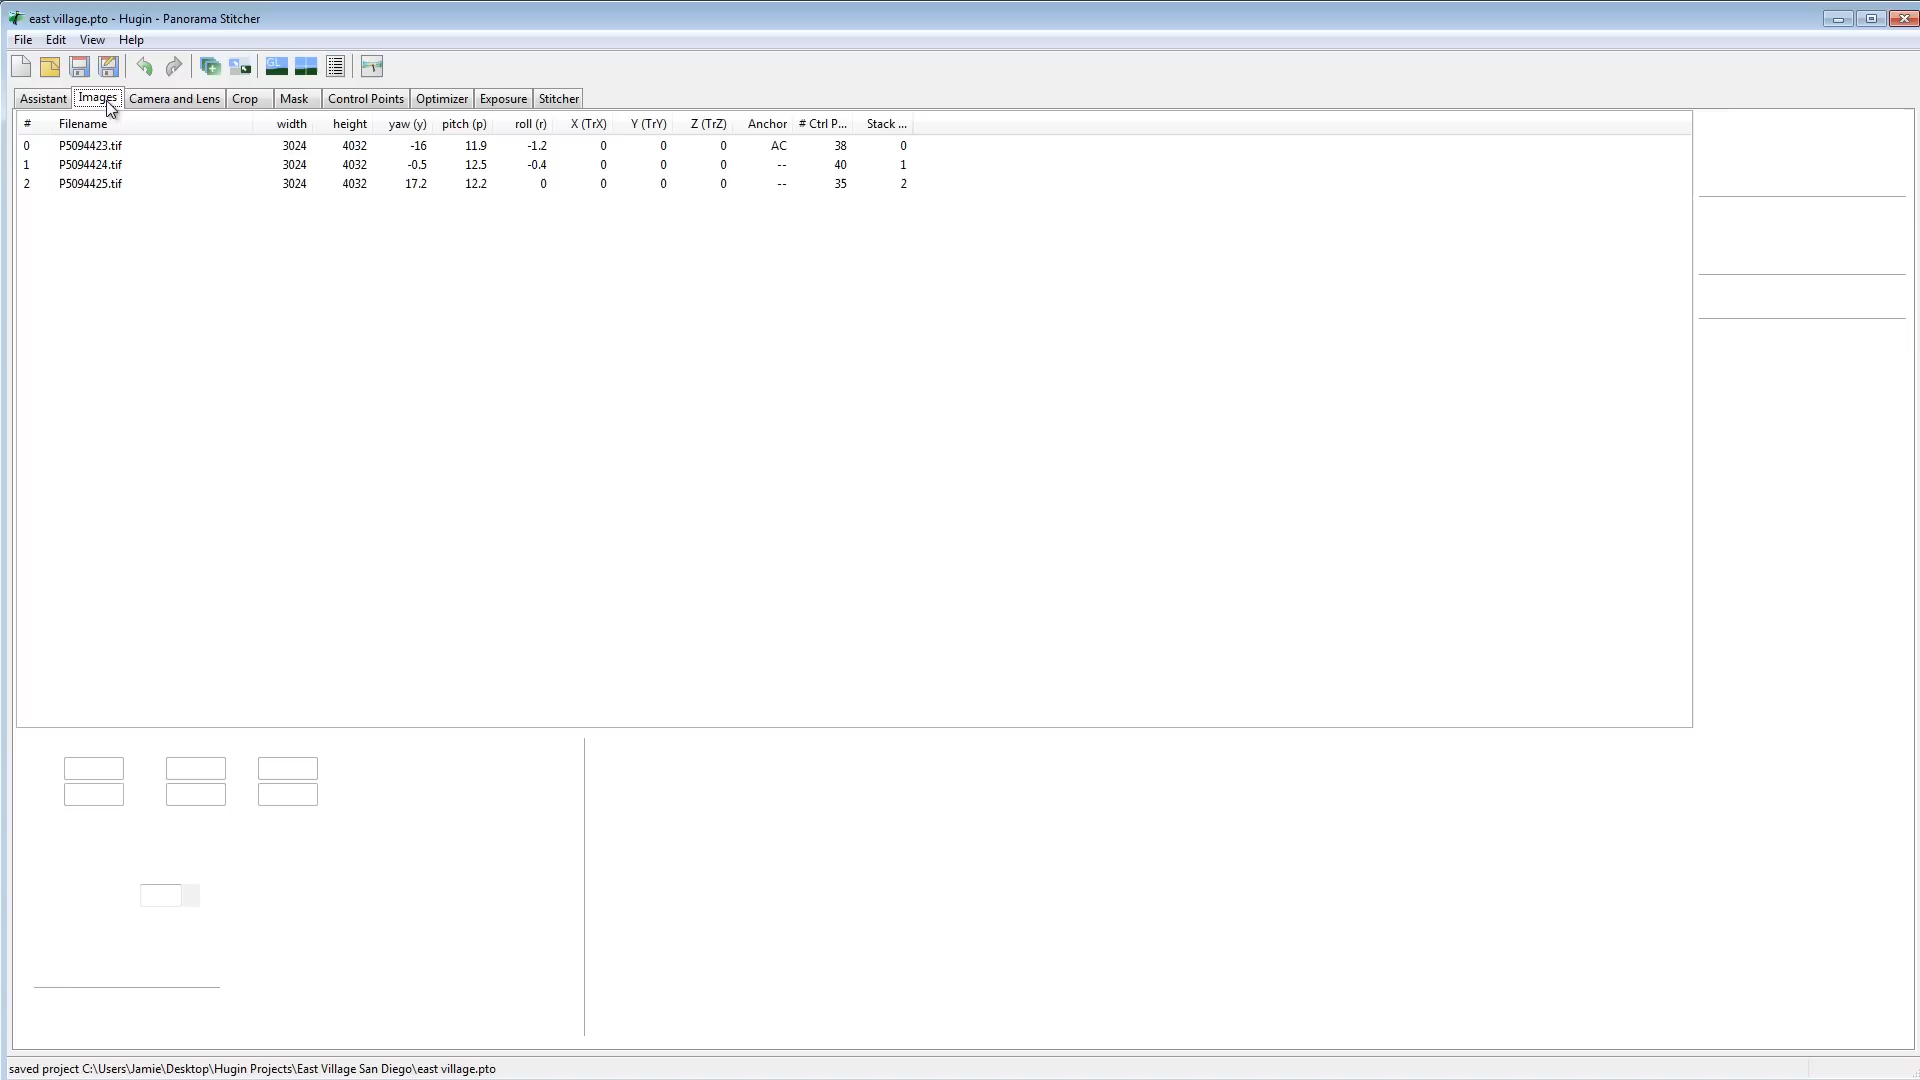 east village.pto - Hugin - Panorama Stitcher
File Edit View Help
GL
Assistant Images Camera and Lens Crop Mask Control Points Optimizer Exposure Stitcher
# Filename width height yaw (y) pitch (p) roll (r) X (TrX) Y (TrY) Z (TrZ) Anchor # Ctrl P... Stack ...
0 P5094423.tif 3024 4032 -16 11.9 -1.2 0 0 0 AC 38 0
1 P5094424.tif 3024 4032 -0.5 12.5 -0.4 0 0 0 -- 40 1
2 P5094425.tif 3024 4032 17.2 12.2 0 0 0 0 -- 35 2
saved project C:\Users\Jamie\Desktop\Hugin Projects\East Village San Diego\east village.pto